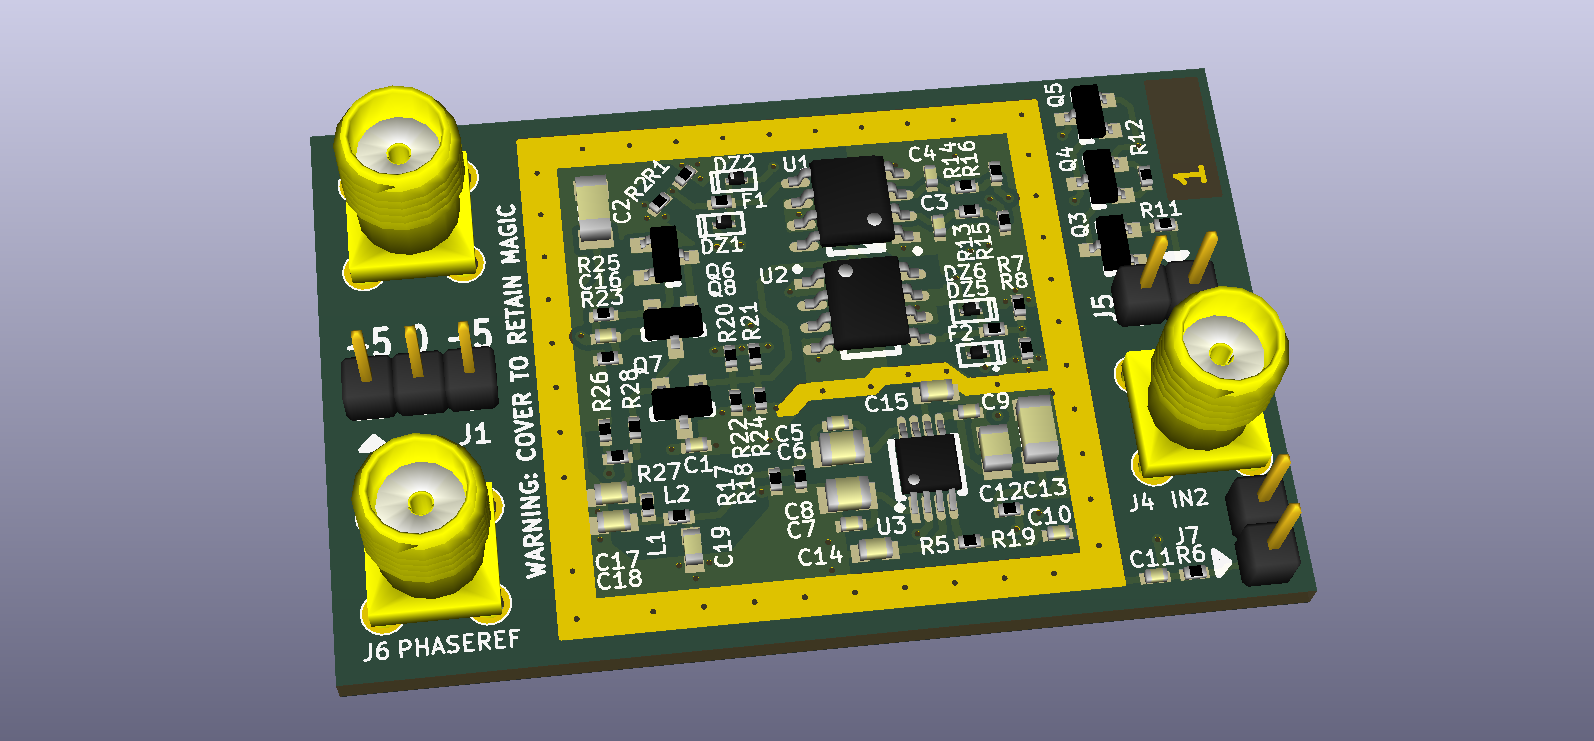 Q5
Q4
R12
1
R11
Q3
J5
U1
DZ2
R1
R2
F1
DZ1
C2
C4
R14
R16
C3
R13
R15
DZ6
DZ5
R7
R8
F2
U2
Q6
Q8
R25
C16
R23
R20
R21
Q7
R26
R28
WARNING: COVER TO RETAIN MAGIC
J1
C15
C9
C5
C6
R22
R24
R27
C1
R17
R18
L2
L1
C8
C7
U3
C12
C13
C10
C14
R5
R19
C19
C17
C18
J4 IN2
J7
C11
R6
J6 PHASEREF